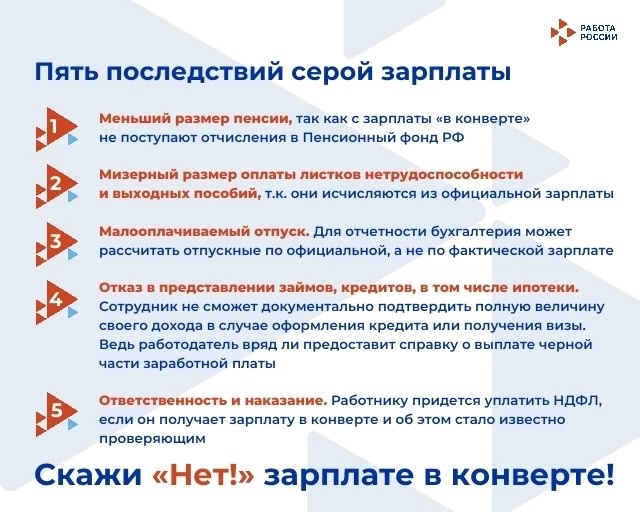 РАБОТА
РОССИИ
Пять последствий серой зарплаты
1
Меньший размер пенсии, так как с зарплаты «в конверте»
не поступают отчисления в Пенсионный фонд РФ
2
Мизерный размер оплаты листков нетрудоспособности
и выходных пособий, т.к. они исчисляются из официальной зарплаты
3
Малооплачиваемый отпуск. Для отчетности бухгалтерия может
рассчитать отпускные по официальной, а не по фактической зарплате
4
Отказ в представлении займов, кредитов, в том числе ипотеки.
Сотрудник не сможет документально подтвердить полную величину
своего дохода в случае оформления кредита или получения визы.
Ведь работодатель вряд ли предоставит справку о выплате черной
части заработной платы
5
Ответственность и наказание. Работнику придется уплатить НДФЛ,
если он получает зарплату в конверте и об этом стало известно
проверяющим
Скажи «Нет!» зарплате в конверте!